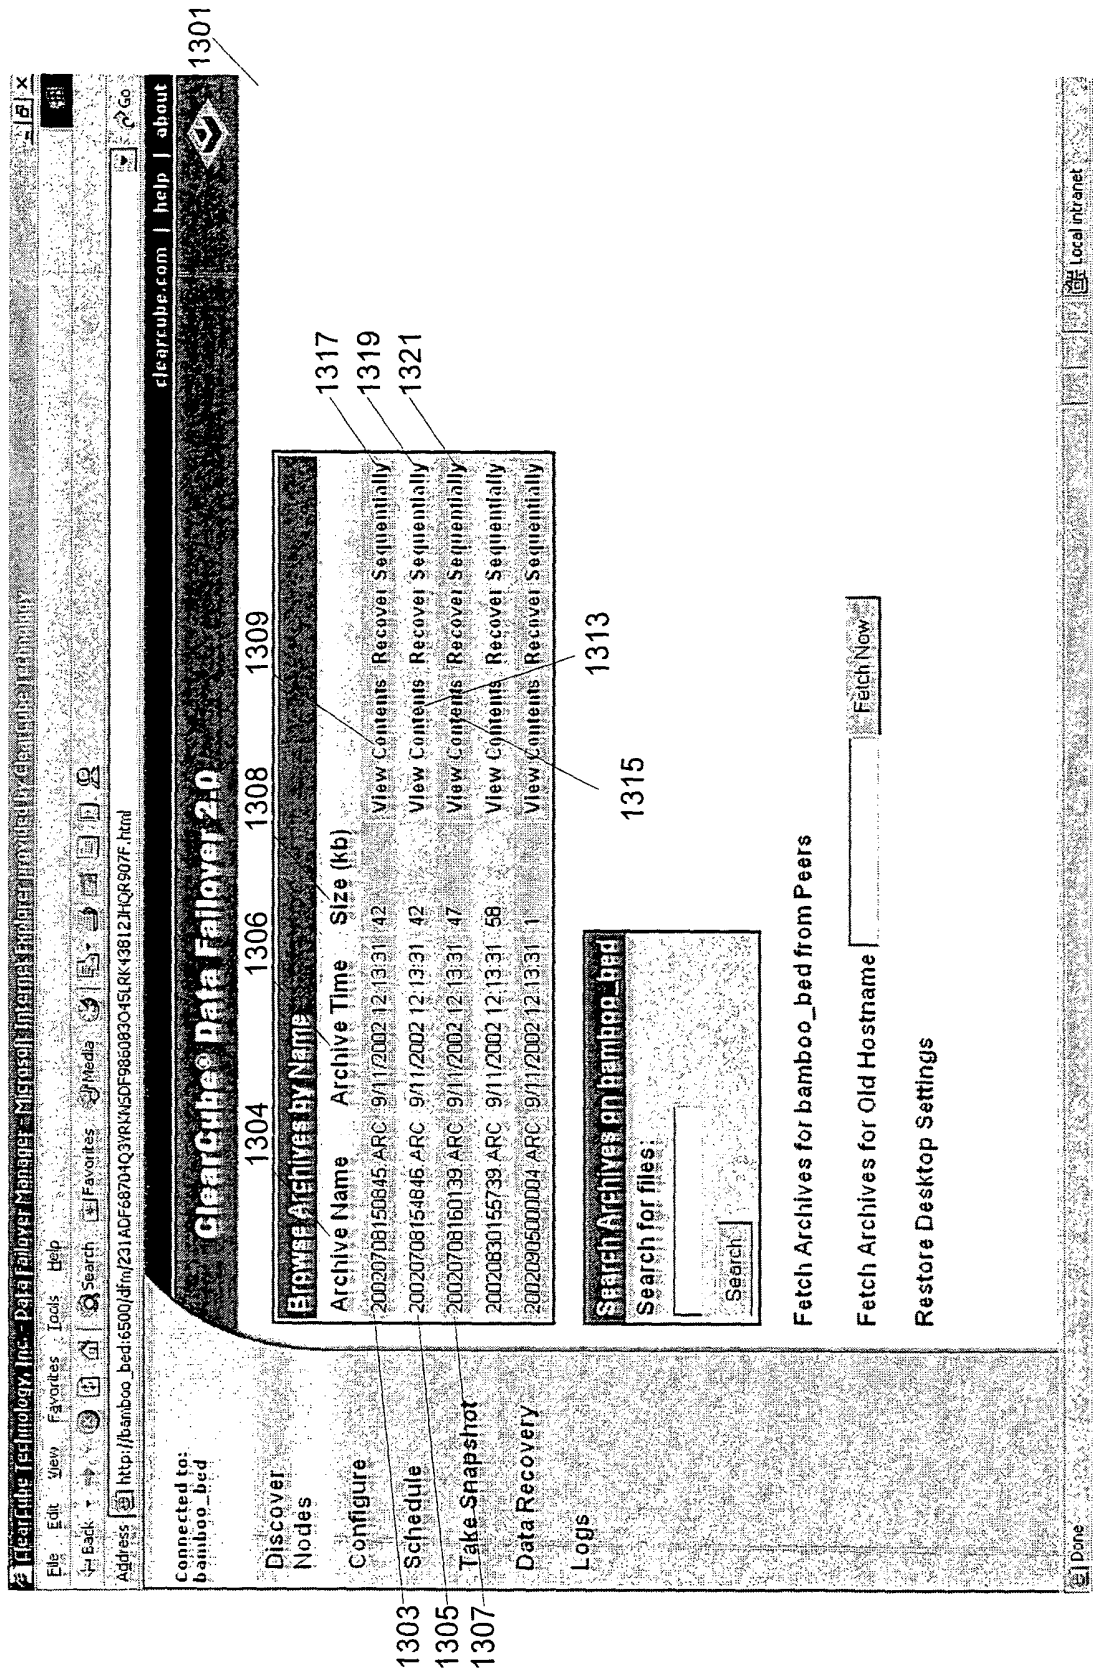 ClearCube Technology, Inc. - Data Failover Manager - Microsoft Internet Explorer provided by ClearCube Technology
File Edit View Favorites Tools Help
Back Search Favorites Media
Address http://bamboo_bed:6500/dfm/ Go
clearcube.com | help | about
1301
Connected to:
bamboo_bed
ClearCube® Data Failover 2.0
Discover
Nodes
Configure
Schedule
Take Snapshot
Data Recovery
Logs
1304 1306 1308 1309
Browse Archives by Name
Archive Name Archive Time Size (kb)
20020708150845 ARC 9/11/2002 12:13:31 42 View Contents Recover Sequentially
20020708154846 ARC 9/11/2002 12:13:31 42 View Contents Recover Sequentially
20020708160139 ARC 9/11/2002 12:13:31 47 View Contents Recover Sequentially
20020830155739 ARC 9/11/2002 12:13:31 58 View Contents Recover Sequentially
20020905000004 ARC 9/11/2002 12:13:31 1 View Contents Recover Sequentially
1317
1319
1321
1313
1315
1303
1305
1307
Search Archives on bamboo_bed
Search for files:
Search
Fetch Archives for bamboo_bed from Peers
Fetch Archives for Old Hostname Fetch Now
Restore Desktop Settings
Done Local intranet